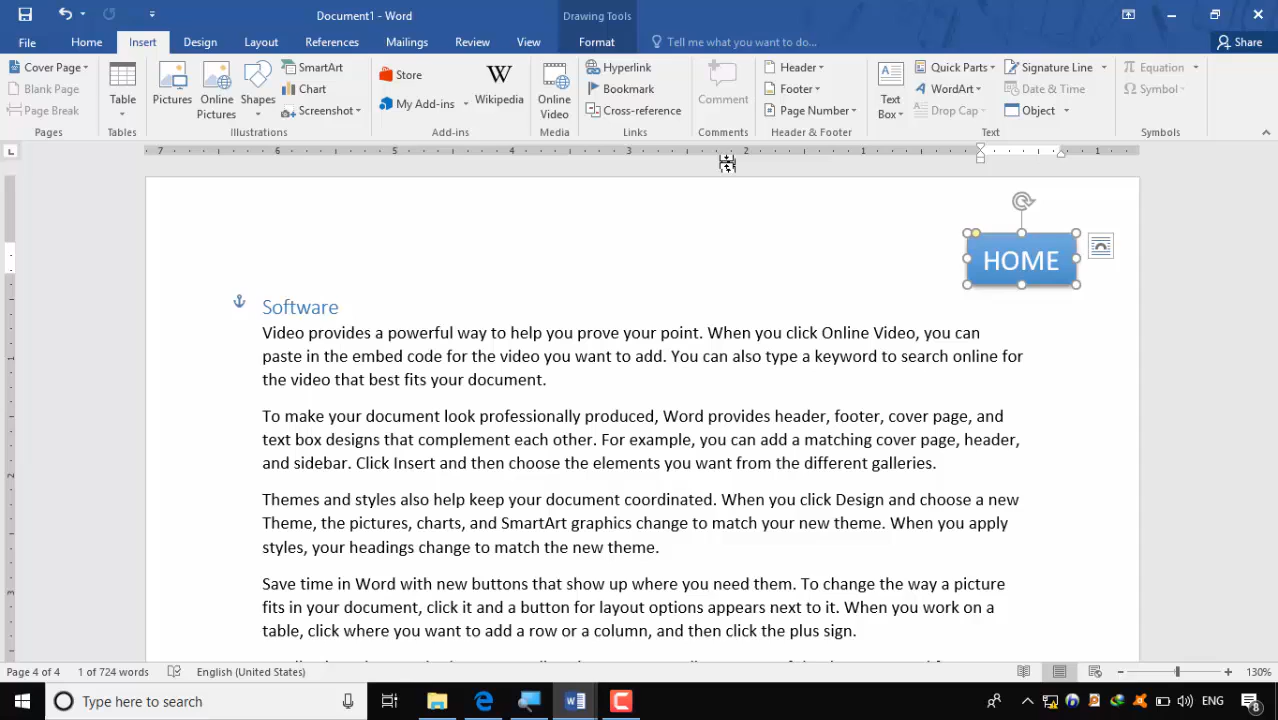 Document1 - Word
Drawing Tools
File
Home
Insert
Design
Layout
References
Mailings
Review
View
Format
Tell me what you want to do...
Share
Cover Page
Blank Page
Page Break
Pages
Table
Tables
Pictures
Online Pictures
Shapes
SmartArt
Chart
Screenshot
Illustrations
Store
My Add-ins
W
Wikipedia
Add-ins
Online Video
Media
Hyperlink
Bookmark
Cross-reference
Links
Comment
Comments
Header
Footer
Page Number
Header & Footer
A
Text Box
Quick Parts
WordArt
Drop Cap
Signature Line
Date & Time
Object
Text
Equation
Symbol
Symbols
7 6 5 4 3 2 1 1
HOME
Software
Video provides a powerful way to help you prove your point. When you click Online Video, you can
paste in the embed code for the video you want to add. You can also type a keyword to search online for
the video that best fits your document.
To make your document look professionally produced, Word provides header, footer, cover page, and
text box designs that complement each other. For example, you can add a matching cover page, header,
and sidebar. Click Insert and then choose the elements you want from the different galleries.
Themes and styles also help keep your document coordinated. When you click Design and choose a new
Theme, the pictures, charts, and SmartArt graphics change to match your new theme. When you apply
styles, your headings change to match the new theme.
Save time in Word with new buttons that show up where you need them. To change the way a picture
fits in your document, click it and a button for layout options appears next to it. When you work on a
table, click where you want to add a row or a column, and then click the plus sign.
1
2
3
Page 4 of 4
1 of 724 words
English (United States)
130%
Type here to search
ENG
8